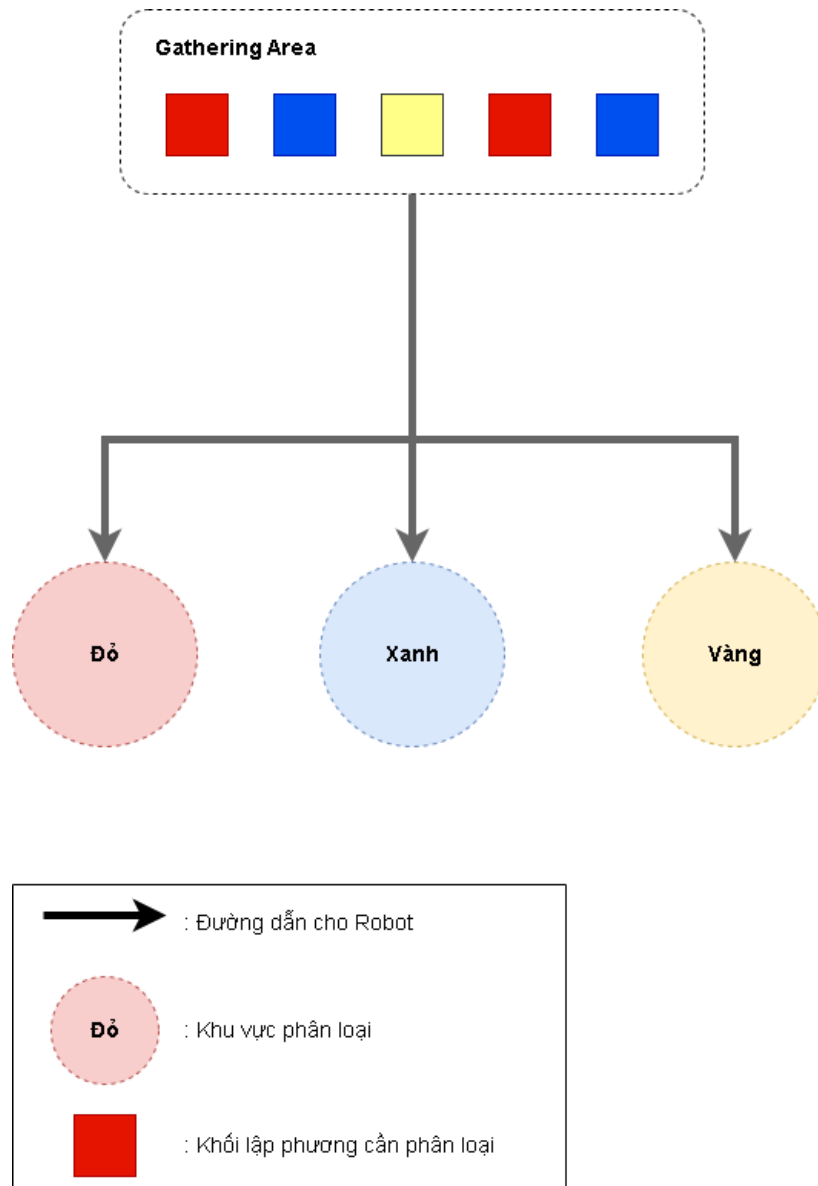 Gathering Area
Đỏ
Xanh
Vàng
: Đường dẫn cho Robot
Đỏ
: Khu vực phân loại
: Khối lập phương cần phân loại